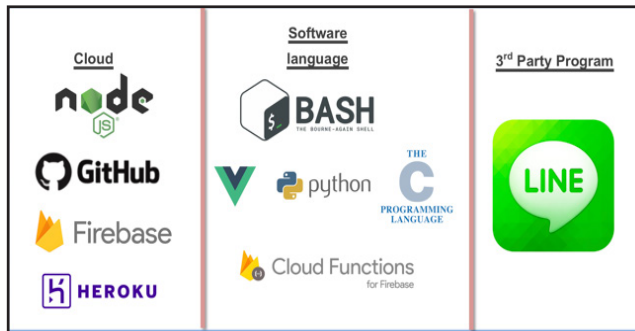 Cloud
node
JS
GitHub
Firebase
HEROKU
Software
language
$_
BASH
THE BOURNE-AGAIN SHELL
python
THE
C
PROGRAMMING
LANGUAGE
Cloud Functions
for Firebase
3rd Party Program
LINE